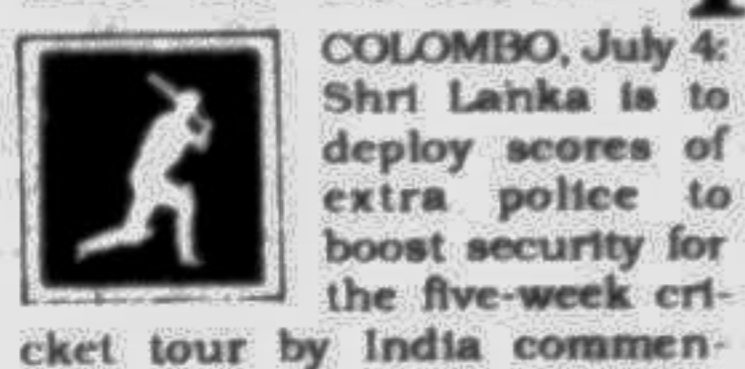 COLOMBO, July 4:
Shri Lanka is to
deploy scores of
extra police to
boost security for
the five-week cri-
cket tour by India commen-